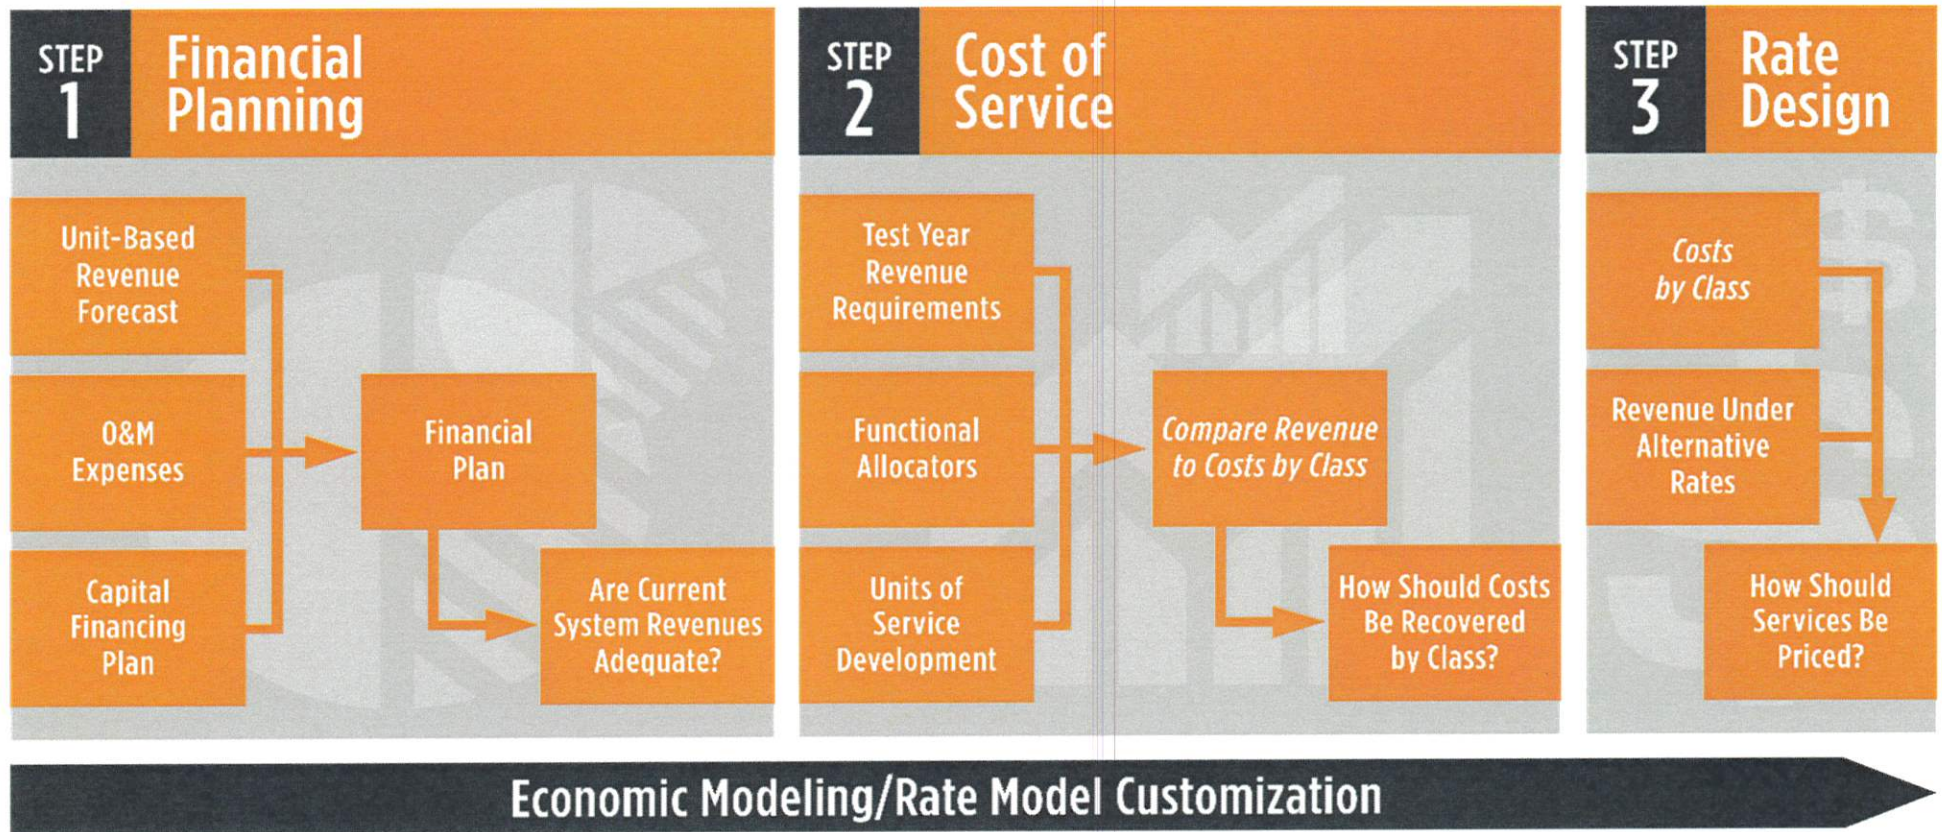 STEP
1
Financial
Planning
Unit-Based
Revenue
Forecast
O&M
Expenses
Capital
Financing
Plan
Financial
Plan
Are Current
System Revenues
Adequate?
STEP
2
Cost of
Service
Test Year
Revenue
Requirements
Functional
Allocators
Units of
Service
Development
Compare Revenue
to Costs by Class
How Should Costs
Be Recovered
by Class?
STEP
3
Rate
Design
Costs
by Class
Revenue Under
Alternative
Rates
How Should
Services Be
Priced?
Economic Modeling/Rate Model Customization